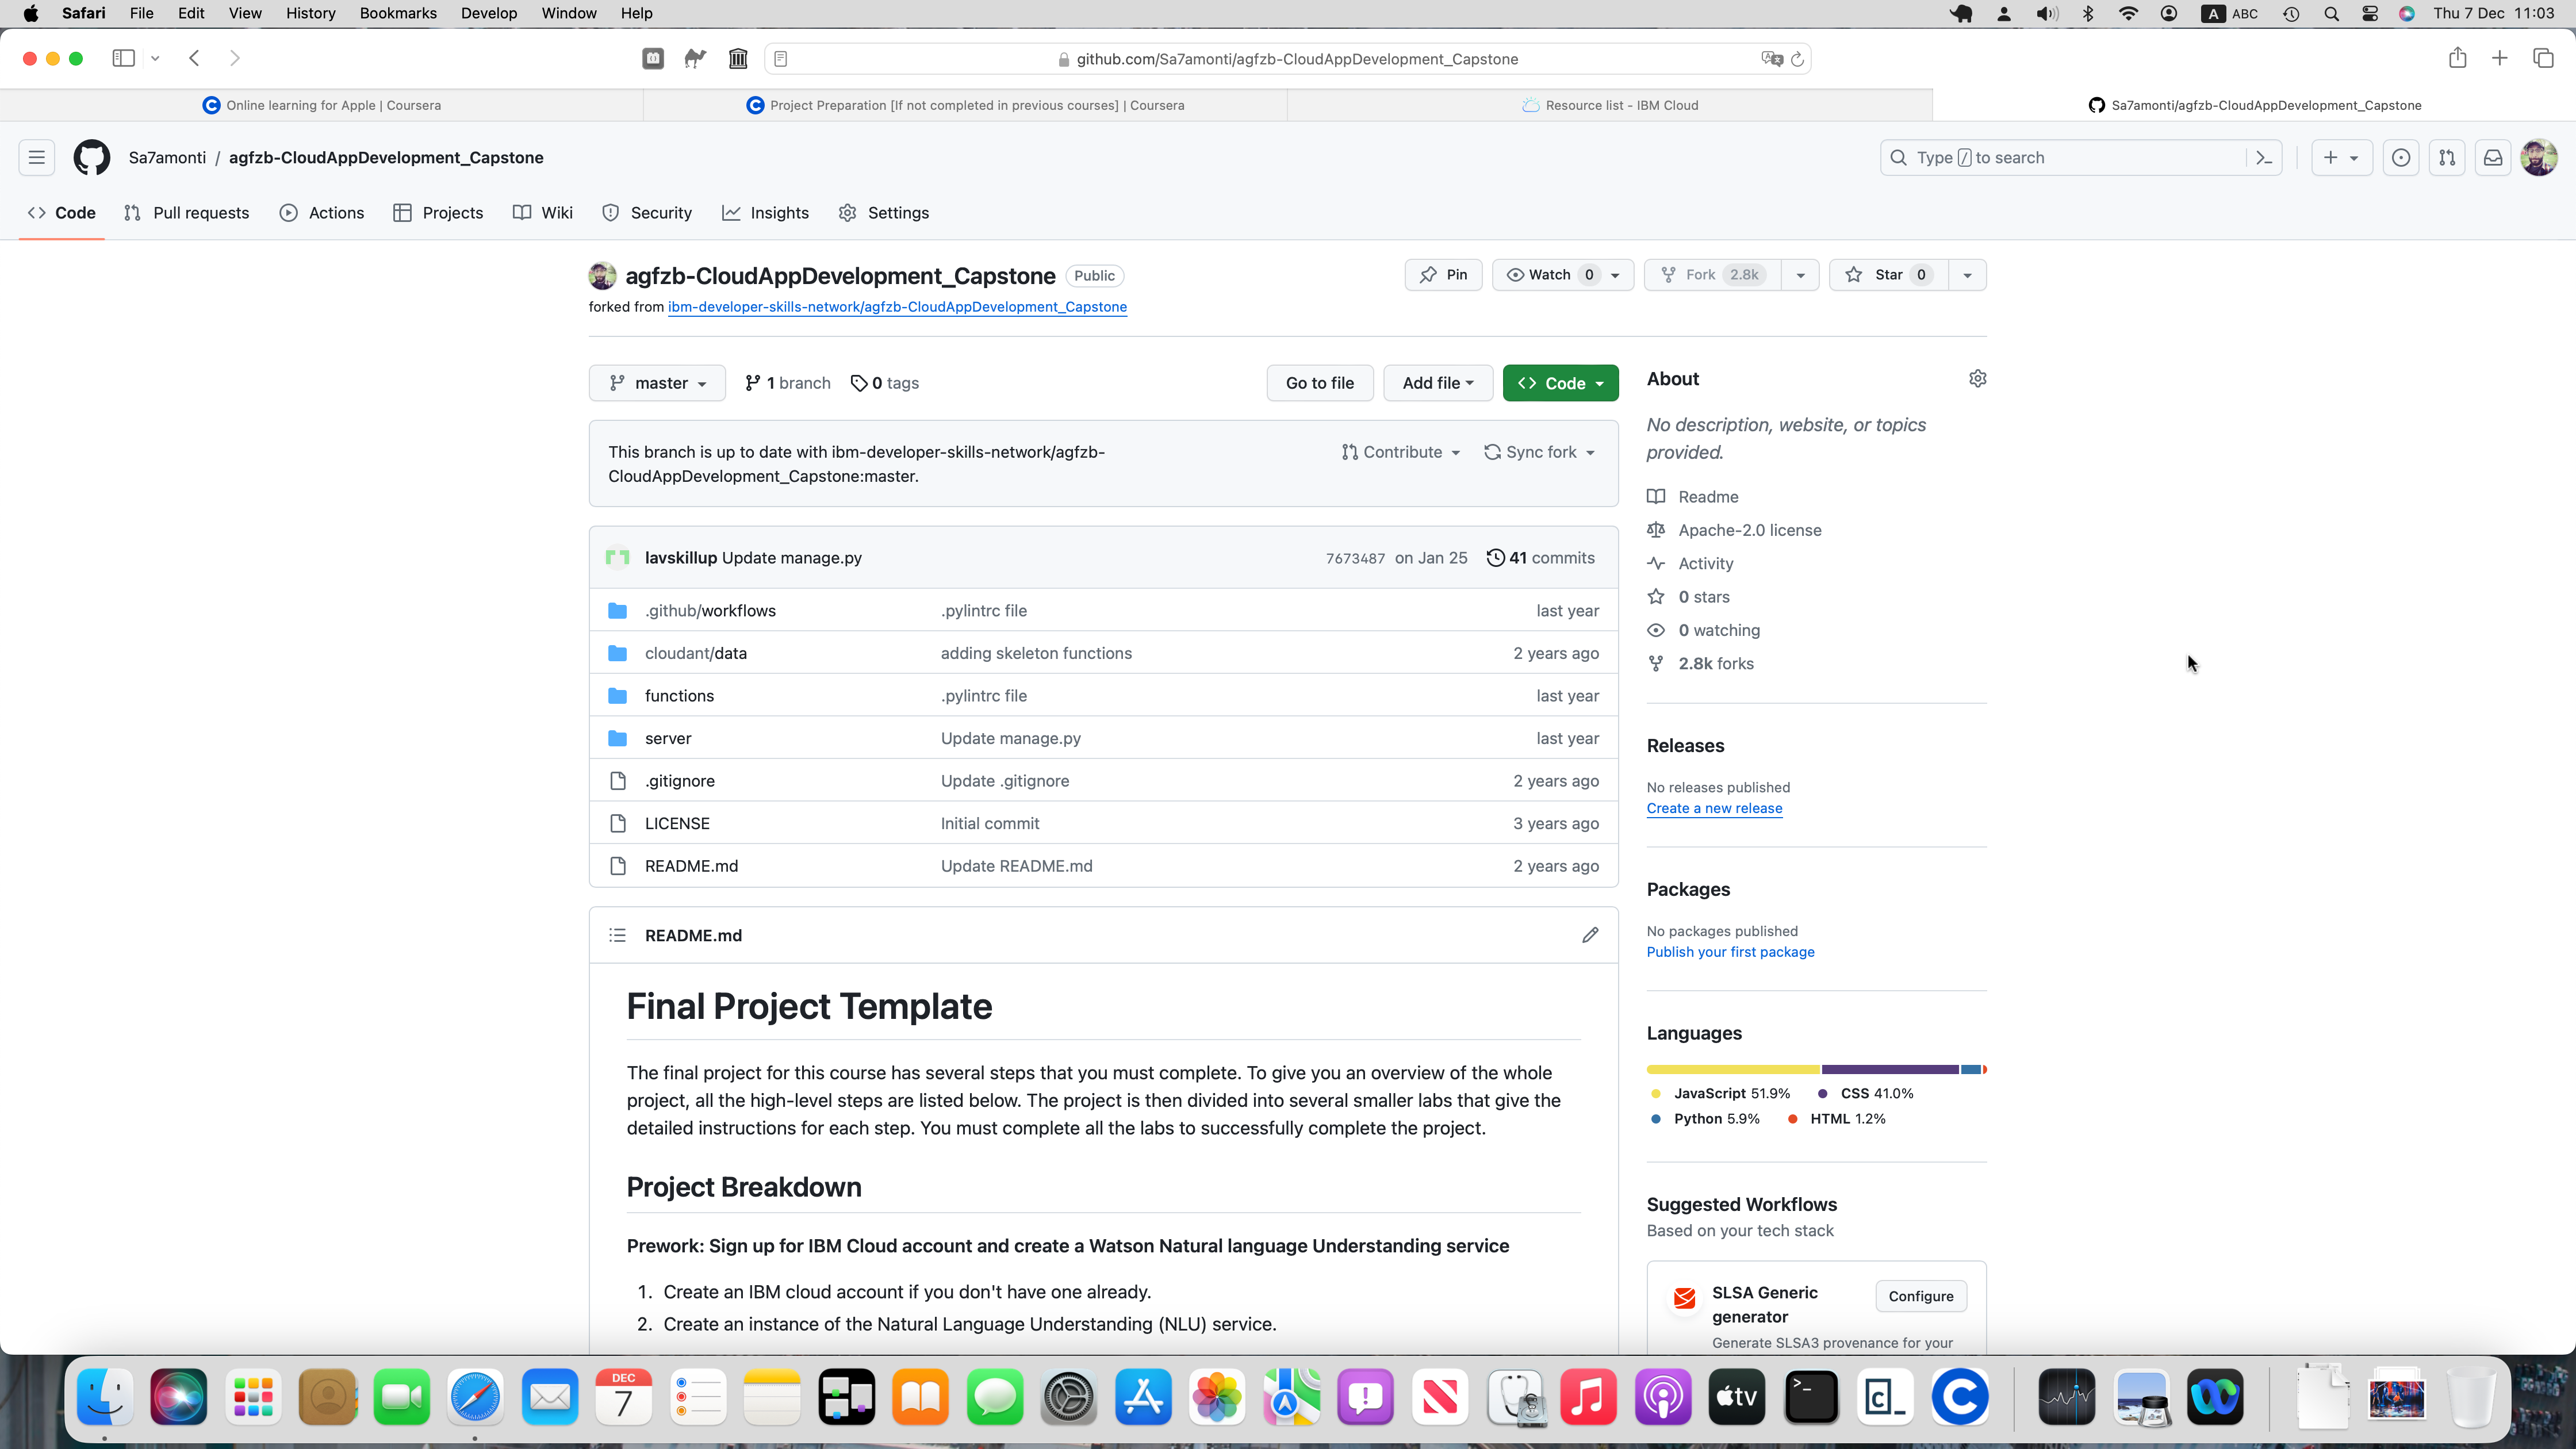 Safari File Edit View History Bookmarks Develop Window Help A ABC Thu 7 Dec 11:03
github.com/Sa7amonti/agfzb-CloudAppDevelopment_Capstone
Online learning for Apple | Coursera
Project Preparation [If not completed in previous courses] | Coursera
Resource list - IBM Cloud
Sa7amonti/agfzb-CloudAppDevelopment_Capstone
Sa7amonti / agfzb-CloudAppDevelopment_Capstone
Type / to search
Code Pull requests Actions Projects Wiki Security Insights Settings
agfzb-CloudAppDevelopment_Capstone Public
Pin Watch 0 Fork 2.8k Star 0
forked from ibm-developer-skills-network/agfzb-CloudAppDevelopment_Capstone
master 1 branch 0 tags Go to file Add file Code
This branch is up to date with ibm-developer-skills-network/agfzb-
CloudAppDevelopment_Capstone:master.
Contribute Sync fork
lavskillup Update manage.py 7673487 on Jan 25 41 commits
.github/workflows .pylintrc file last year
cloudant/data adding skeleton functions 2 years ago
functions .pylintrc file last year
server Update manage.py last year
.gitignore Update .gitignore 2 years ago
LICENSE Initial commit 3 years ago
README.md Update README.md 2 years ago
README.md
Final Project Template
The final project for this course has several steps that you must complete. To give you an overview of the whole
project, all the high-level steps are listed below. The project is then divided into several smaller labs that give the
detailed instructions for each step. You must complete all the labs to successfully complete the project.
Project Breakdown
Prework: Sign up for IBM Cloud account and create a Watson Natural language Understanding service
1. Create an IBM cloud account if you don't have one already.
2. Create an instance of the Natural Language Understanding (NLU) service.
About
No description, website, or topics
provided.
Readme
Apache-2.0 license
Activity
0 stars
0 watching
2.8k forks
Releases
No releases published
Create a new release
Packages
No packages published
Publish your first package
Languages
JavaScript 51.9% CSS 41.0%
Python 5.9% HTML 1.2%
Suggested Workflows
Based on your tech stack
SLSA Generic
generator
Configure
Generate SLSA3 provenance for your
DEC
7
tv
>_
C_